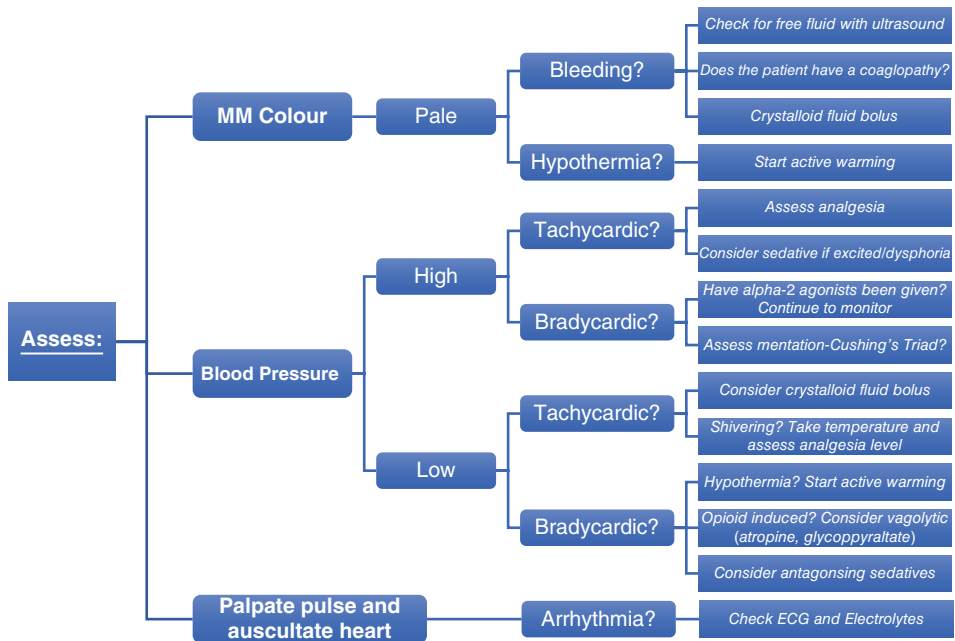 Assess:
MM Colour
Pale
Bleeding?
Check for free fluid with ultrasound
Does the patient have a coaglopathy?
Crystalloid fluid bolus
Hypothermia?
Start active warming
Blood Pressure
High
Tachycardic?
Assess analgesia
Consider sedative if excited/dysphoria
Bradycardic?
Have alpha-2 agonists been given?
Continue to monitor
Assess mentation-Cushing's Triad?
Low
Tachycardic?
Consider crystalloid fluid bolus
Shivering? Take temperature and
assess analgesia level
Bradycardic?
Hypothermia? Start active warming
Opioid induced? Consider vagolytic
(atropine, glycoppyraltate)
Consider antagonsing sedatives
Palpate pulse and
auscultate heart
Arrhythmia?
Check ECG and Electrolytes